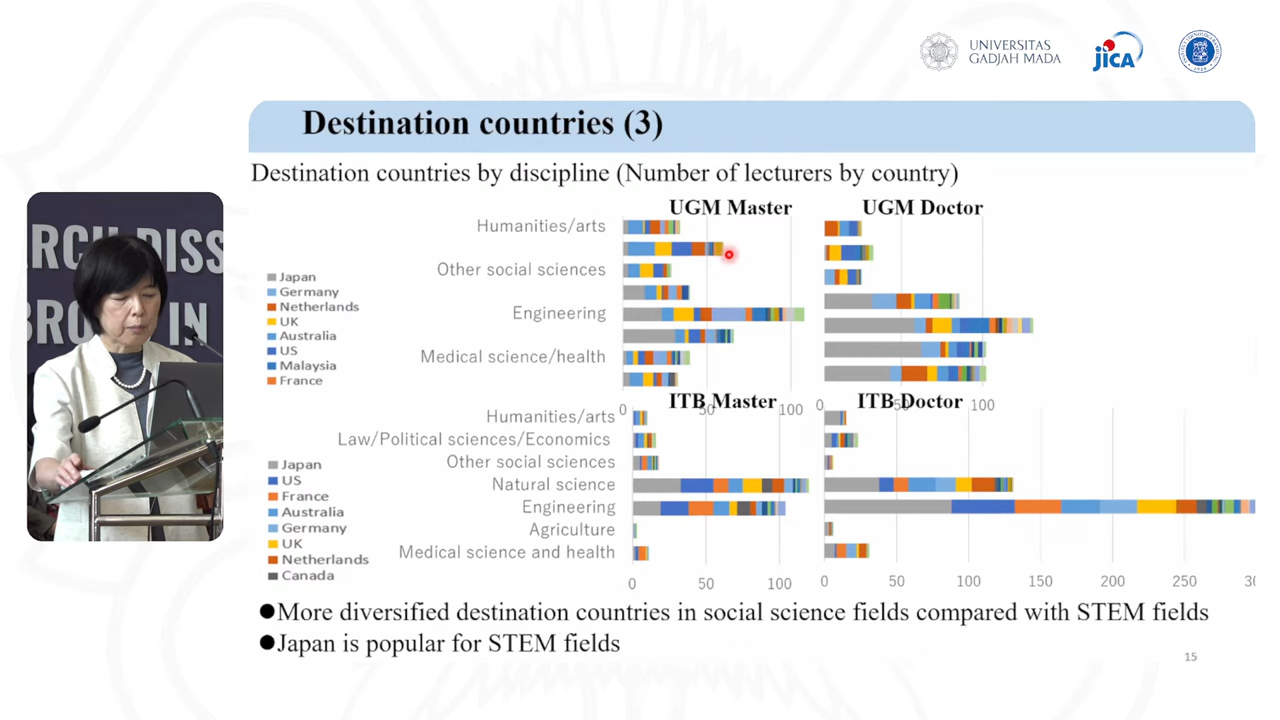 UNIVERSITAS
GADJAH MADA
jICA
Destination countries (3)
Destination countries by discipline (Number of lecturers by country)
RCH DISS
BRO IN
UGM Master
UGM Doctor
Humanities/arts
Other social sciences
Engineering
Medical science/health
Japan
Germany
Netherlands
UK
Australia
US
Malaysia
France
0 50 100
0 50 100
ITB Master
ITB Doctor
Humanities/arts
Law/Political sciences/Economics
Other social sciences
Natural science
Engineering
Agriculture
Medical science and health
Japan
US
France
Australia
Germany
UK
Netherlands
Canada
0 50 100
0 50 100 150 200 250 30
●More diversified destination countries in social science fields compared with STEM fields
●Japan is popular for STEM fields
15